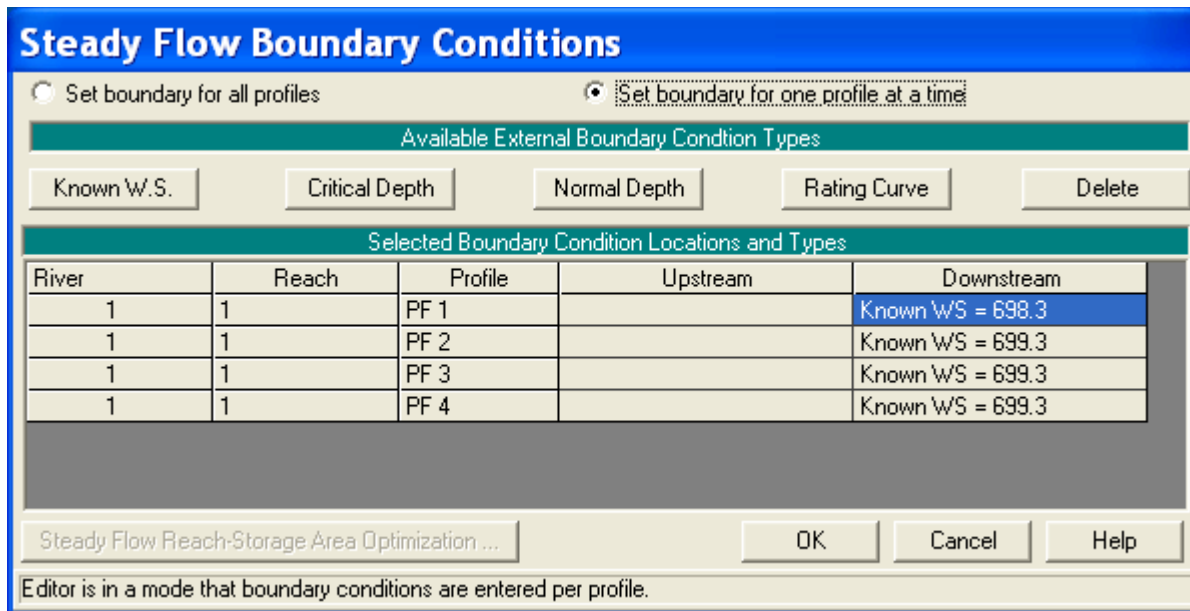 Steady Flow Boundary Conditions
Set boundary for all profiles Set boundary for one profile at a time
Available External Boundary Condtion Types
Known W.S. Critical Depth Normal Depth Rating Curve Delete
Selected Boundary Condition Locations and Types
River Reach Profile Upstream Downstream
1 1 PF 1 Known WS = 698.3
1 1 PF 2 Known WS = 699.3
1 1 PF 3 Known WS = 699.3
1 1 PF 4 Known WS = 699.3
Steady Flow Reach-Storage Area Optimization ... OK Cancel Help
Editor is in a mode that boundary conditions are entered per profile.